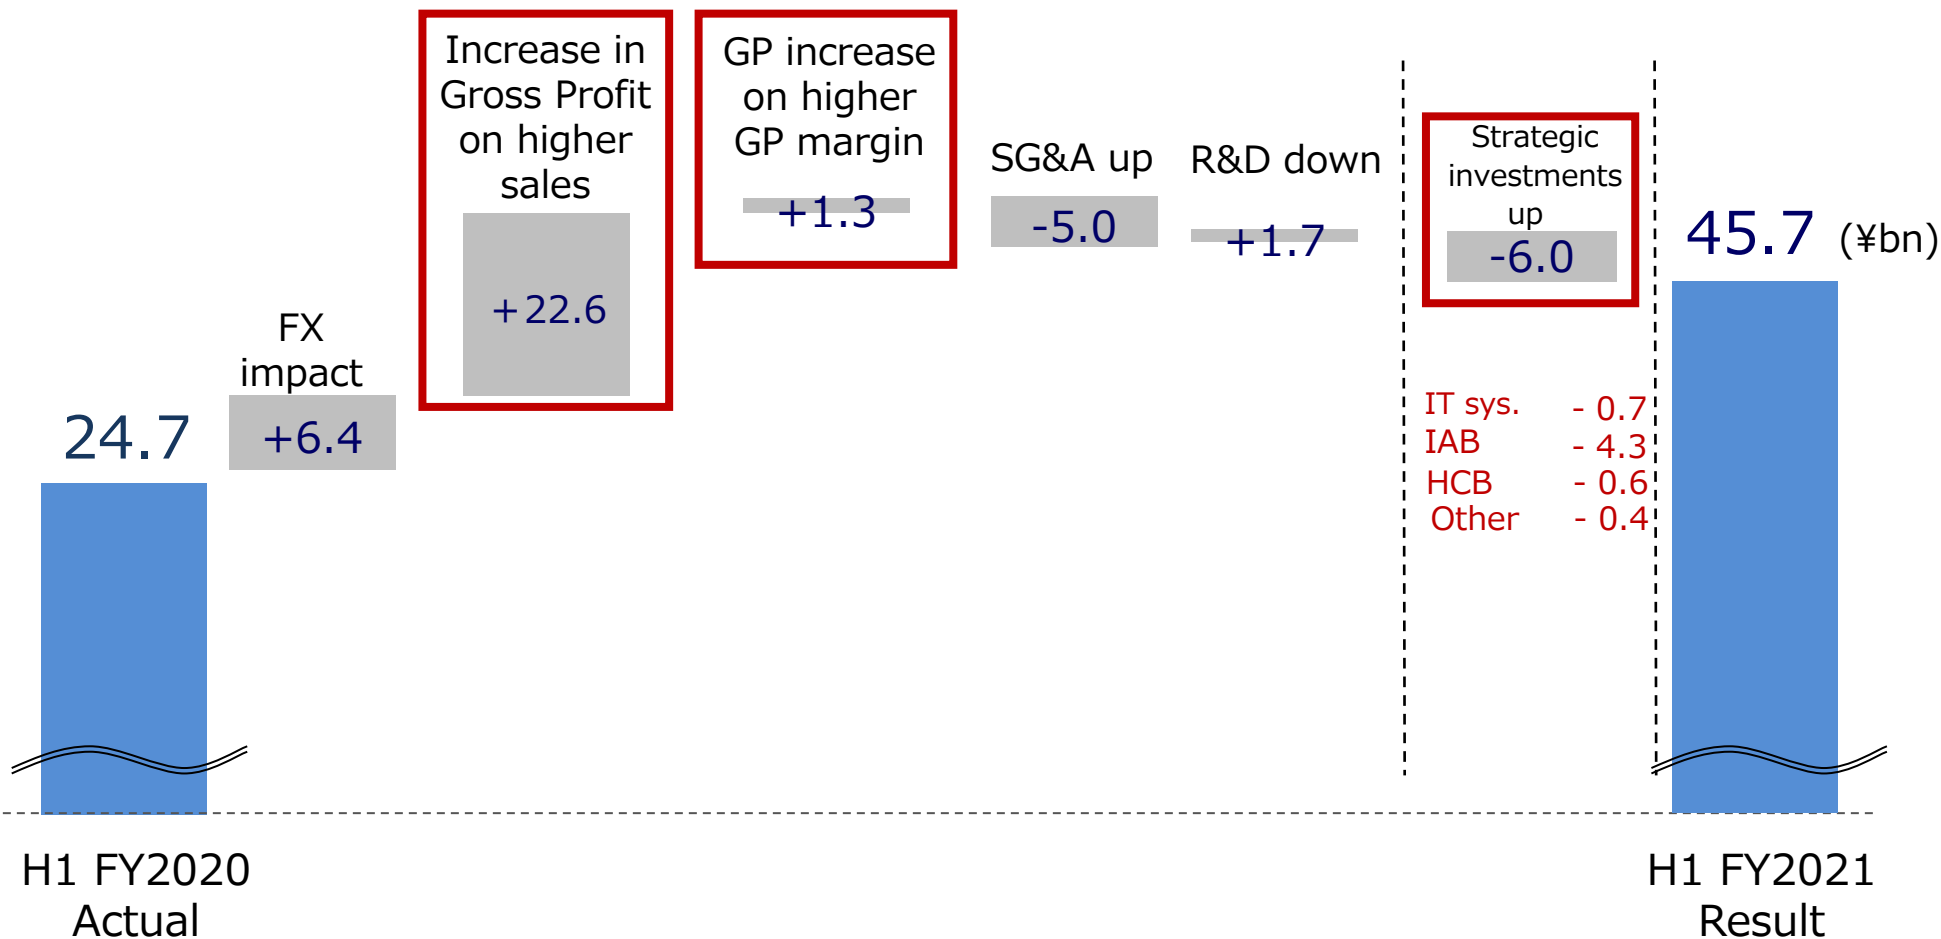 24.7
FX
impact
+6.4
Increase in
Gross Profit
on higher
sales
+22.6
GP increase
on higher
GP margin
+1.3
SG&A up
-5.0
R&D down
+1.7
Strategic
investments
up
-6.0
IT sys. - 0.7
IAB - 4.3
HCB - 0.6
Other - 0.4
45.7 (¥bn)
H1 FY2020
Actual
H1 FY2021
Result